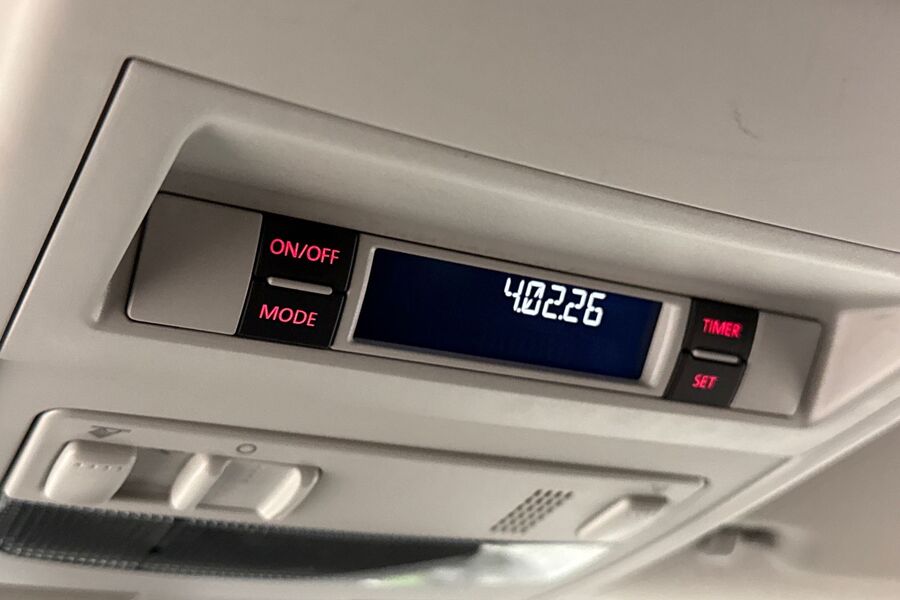 ON/OFF
MODE
4.02.26
TIMER
SET